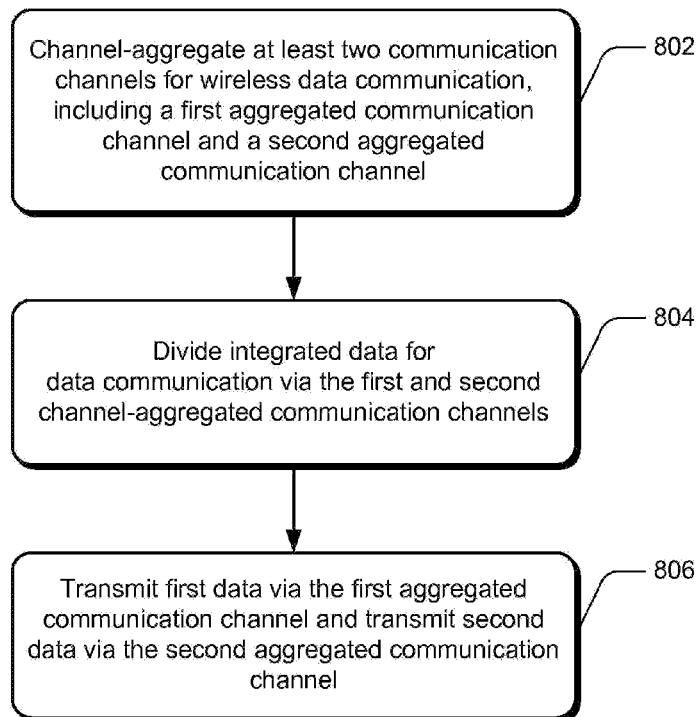 Channel-aggregate at least two communication
channels for wireless data communication,
including a first aggregated communication
channel and a second aggregated
communication channel
802
Divide integrated data for
data communication via the first and second
channel-aggregated communication channels
804
Transmit first data via the first aggregated
communication channel and transmit second
data via the second aggregated communication
channel
806